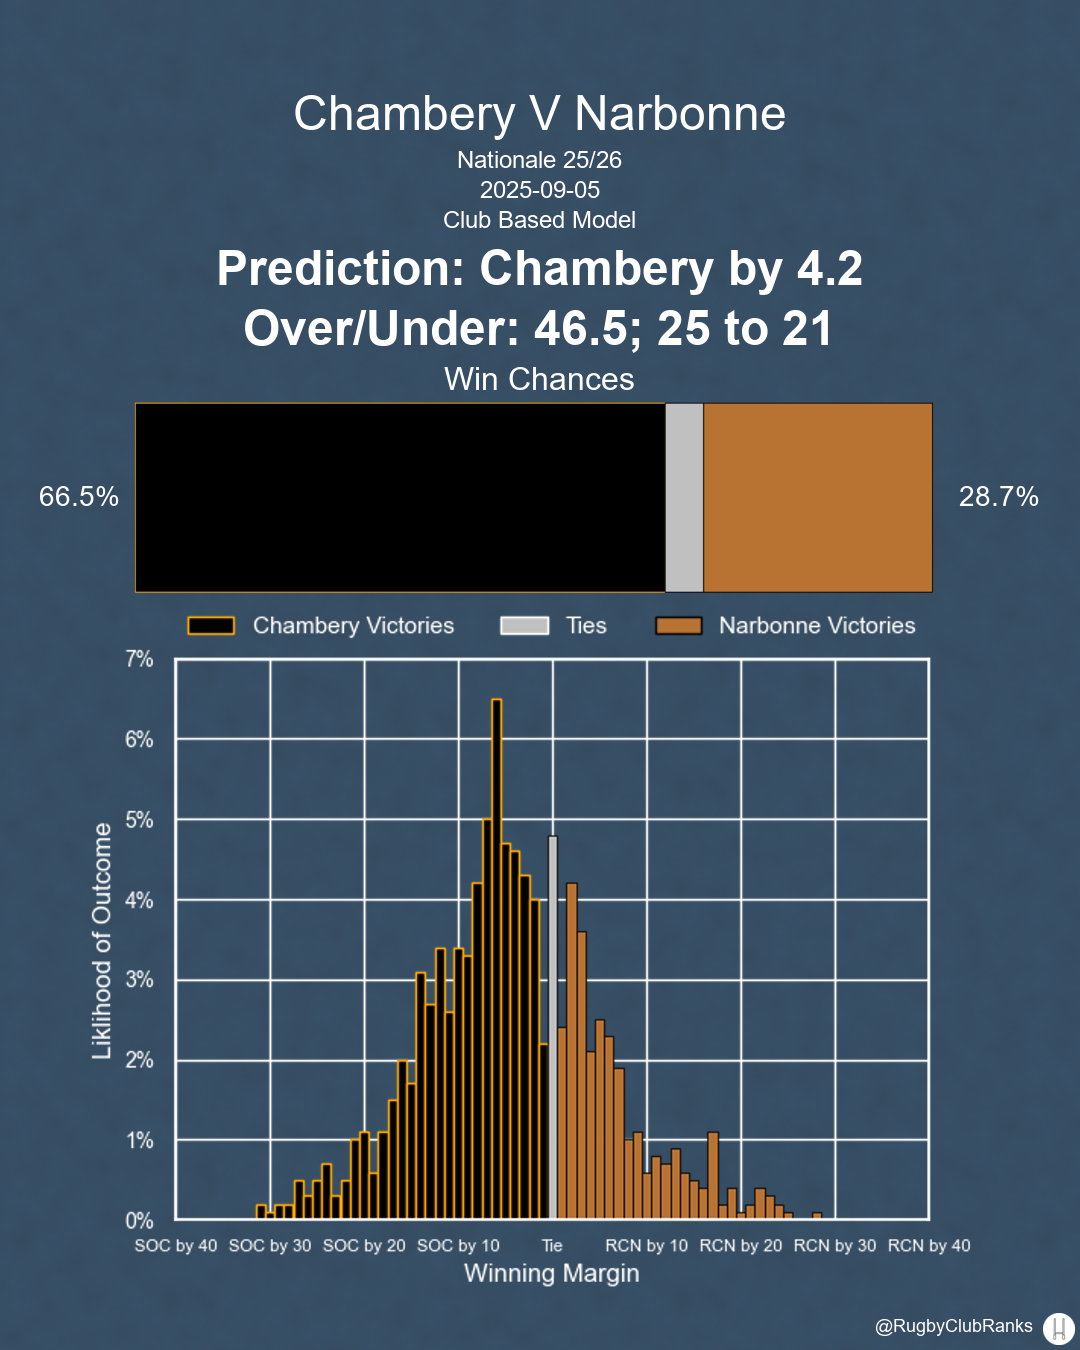 Chambery V Narbonne
Nationale 25/26
2025-09-05
Club Based Model
Prediction: Chambery by 4.2
Over/Under: 46.5; 25 to 21
Win Chances
66.5%
28.7%
Chambery Victories
Ties
Narbonne Victories
7%
6%
5%
4%
3%
2%
1%
0%
Liklihood of Outcome
SOC by 40
SOC by 30
SOC by 20
SOC by 10
Tie
RCN by 10
RCN by 20
RCN by 30
RCN by 40
Winning Margin
@RugbyClubRanks